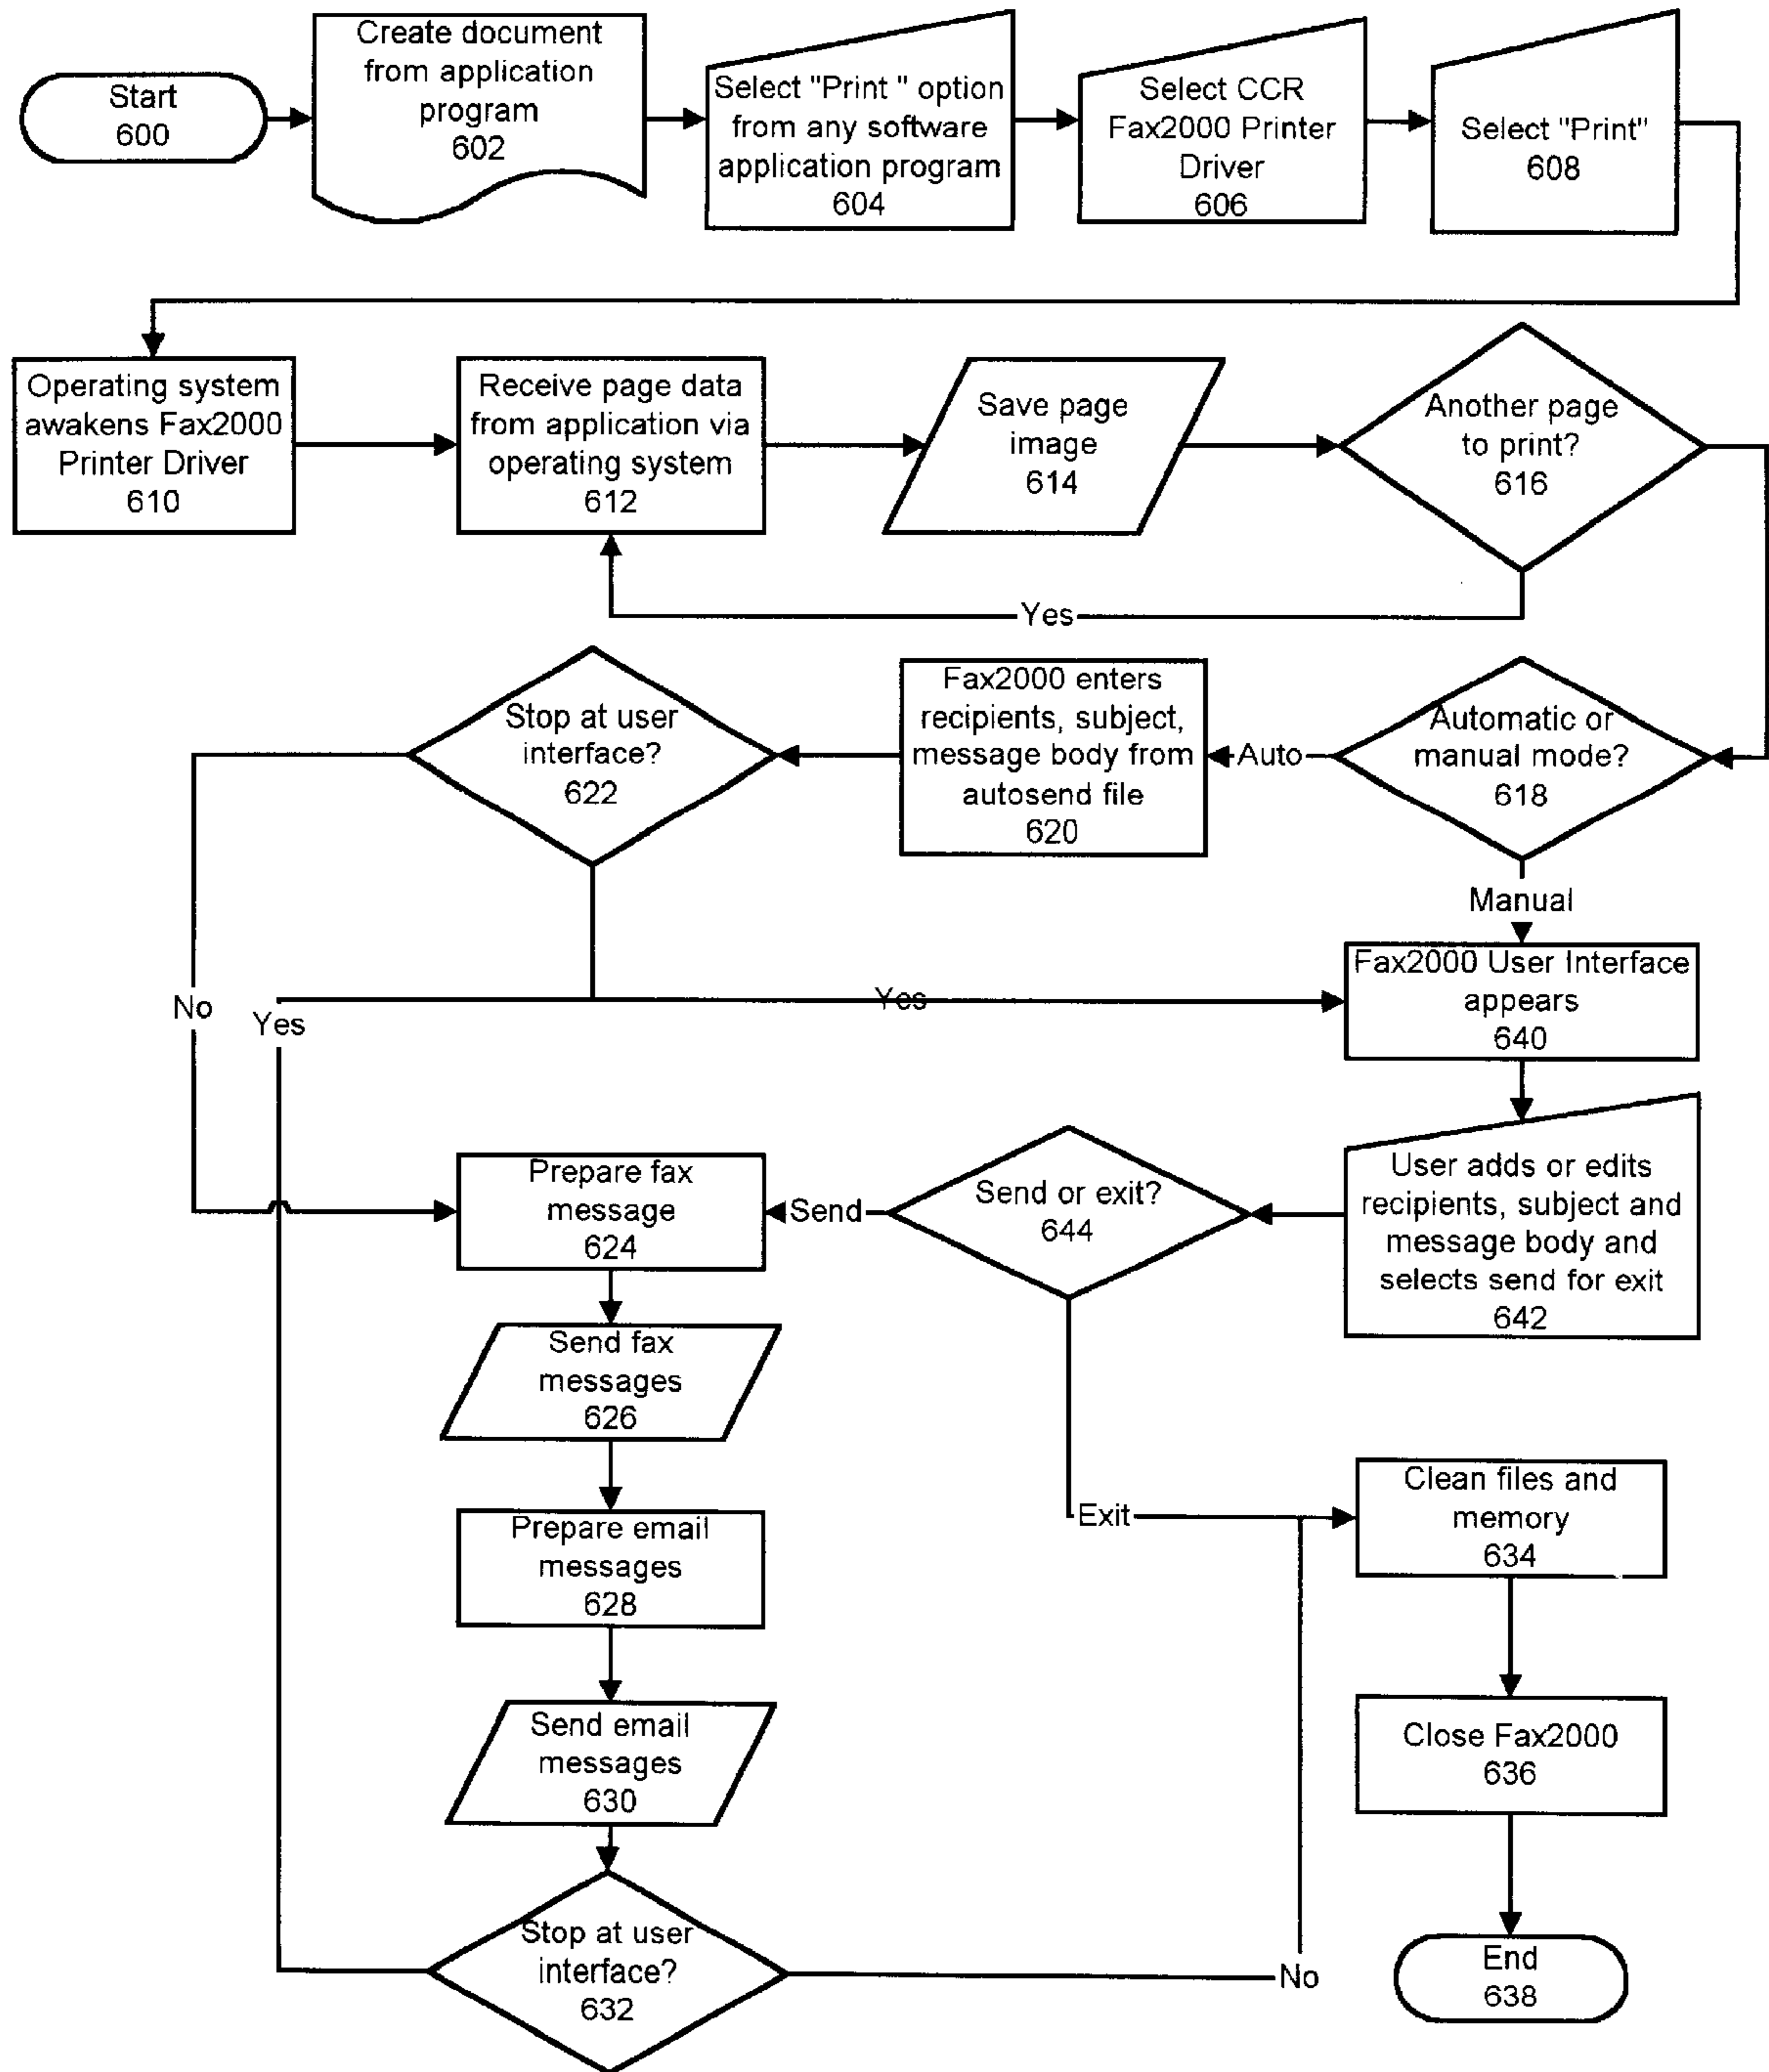 Start
600
Create document
from application
program
602
Select "Print " option
from any software
application program
604
Select CCR
Fax2000 Printer
Driver
606
Select "Print"
608
Operating system
awakens Fax2000
Printer Driver
610
Receive page data
from application via
operating system
612
Save page
image
614
Another page
to print?
616
Yes
Stop at user
interface?
622
Fax2000 enters
recipients, subject,
message body from
autosend file
620
Auto
Automatic or
manual mode?
618
Manual
No
Yes
Yes
Fax2000 User Interface
appears
640
Prepare fax
message
624
Send
Send or exit?
644
User adds or edits
recipients, subject and
message body and
selects send for exit
642
Send fax
messages
626
Exit
Clean files and
memory
634
Prepare email
messages
628
Send email
messages
630
Close Fax2000
636
Stop at user
interface?
632
No
End
638